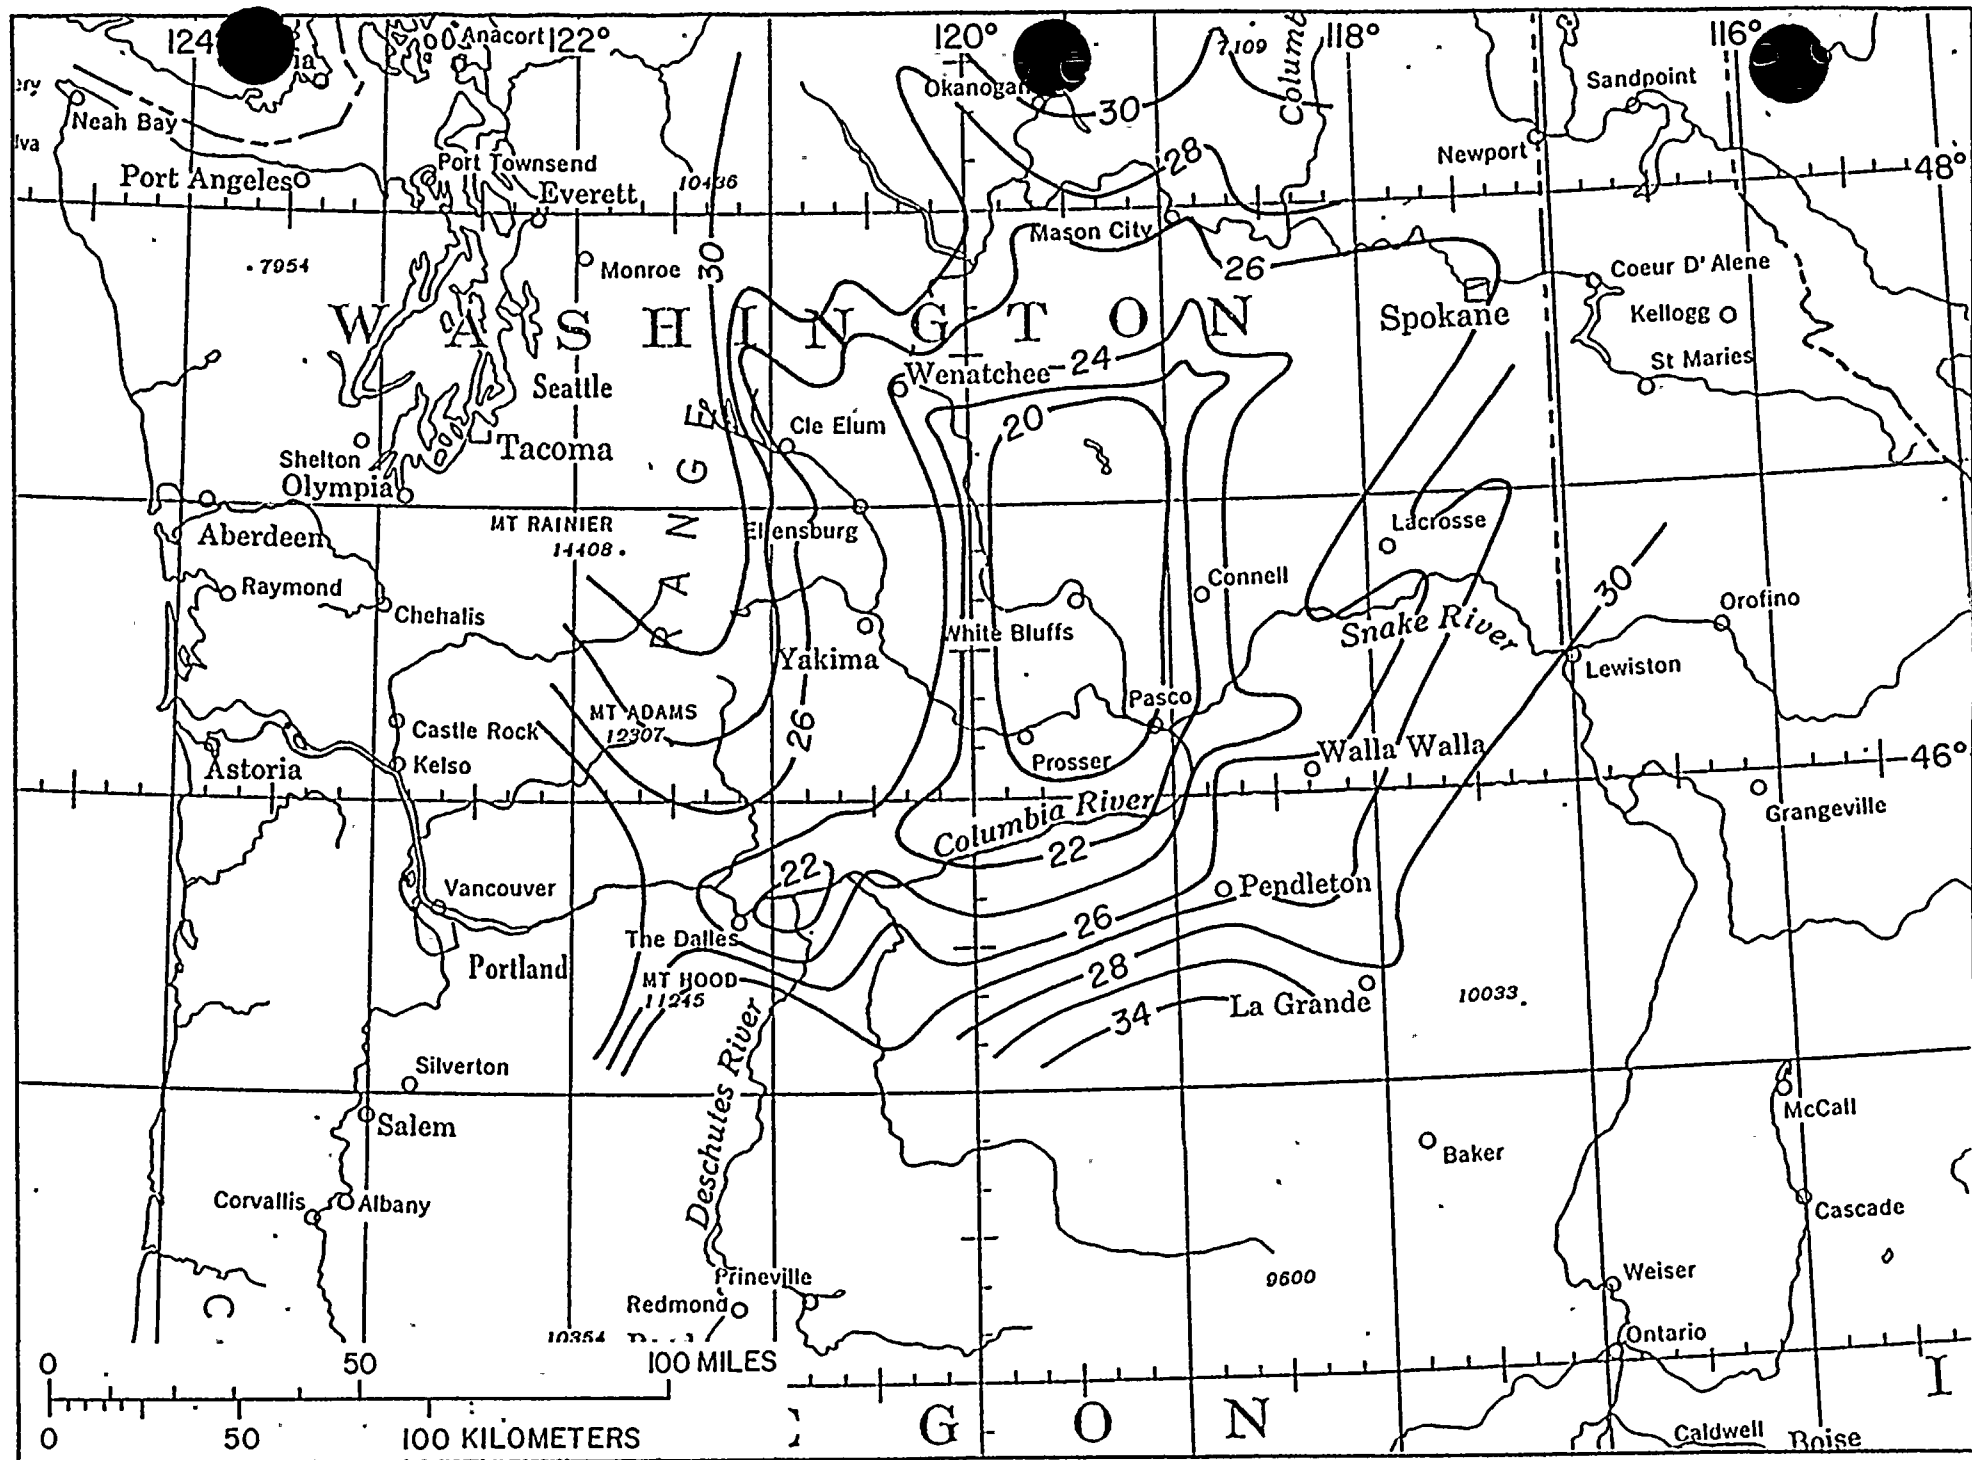 124
122°
120°
118°
116°
Anacort
7109
Columb
Sandpoint
Okanogan
30
Neah Bay
Port Townsend
Newport
28
48°
Port Angeles
10436
Everett
Mason City
7954
Monroe
30
26
Coeur D'Alene
WASHINGTON
Spokane
Kellogg
St Maries
Seattle
Wenatchee
24
20
Cle Elum
Shelton
Tacoma
Olympia
RANGE
MT RAINIER
14408
Ellensburg
Lacrosse
Aberdeen
Raymond
Chehalis
Connell
30
Orofino
White Bluffs
Snake River
Yakima
Lewiston
Pasco
MT ADAMS
12307
26
Castle Rock
Walla Walla
46°
Astoria
Kelso
Prosser
Grangeville
Columbia River
22
22
Vancouver
Pendleton
The Dalles
26
Portland
MT HOOD
11245
28
La Grande
10033
34
Deschutes River
Silverton
McCall
Salem
Baker
Corvallis
Albany
Cascade
Prineville
9600
Weiser
Redmond
10354
Ontario
C
0 50 100 MILES
0 50 100 KILOMETERS
GON
I
Caldwell
Boise